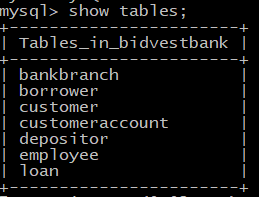 mysql> show tables;
+------------------------+
| Tables_in_bidvestbank |
+------------------------+
| bankbranch |
| borrower |
| customer |
| customeraccount |
| depositor |
| employee |
| loan |
+------------------------+